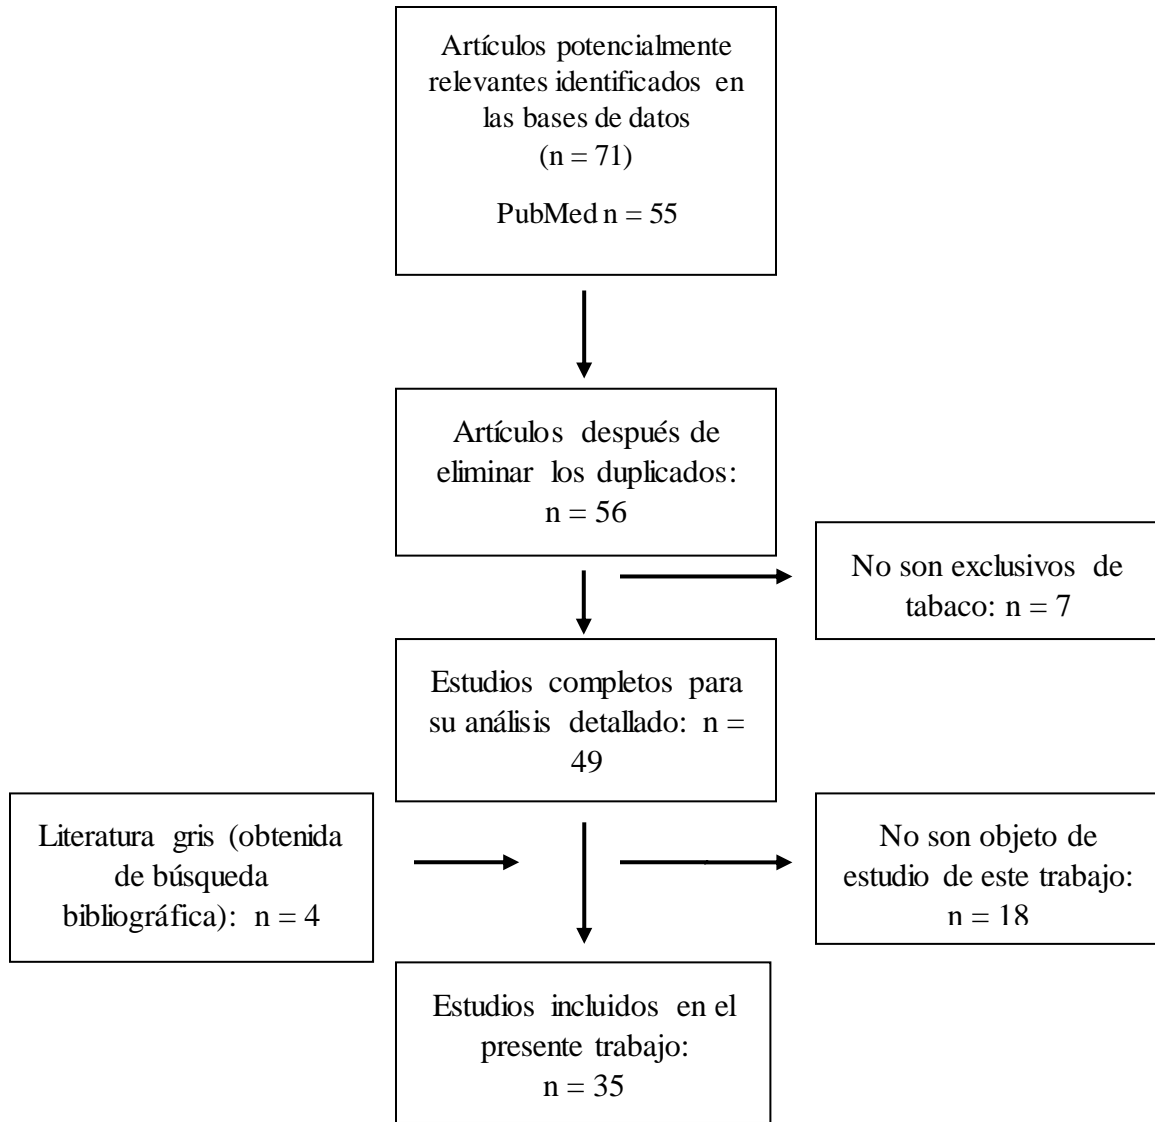 Artículos potencialmente
relevantes identificados en
las bases de datos
(n = 71)
PubMed n = 55
Artículos después de
eliminar los duplicados:
n = 56
No son exclusivos de
tabaco: n = 7
Estudios completos para
su análisis detallado: n =
49
Literatura gris (obtenida
de búsqueda
bibliográfica): n = 4
No son objeto de
estudio de este trabajo:
n = 18
Estudios incluidos en el
presente trabajo:
n = 35